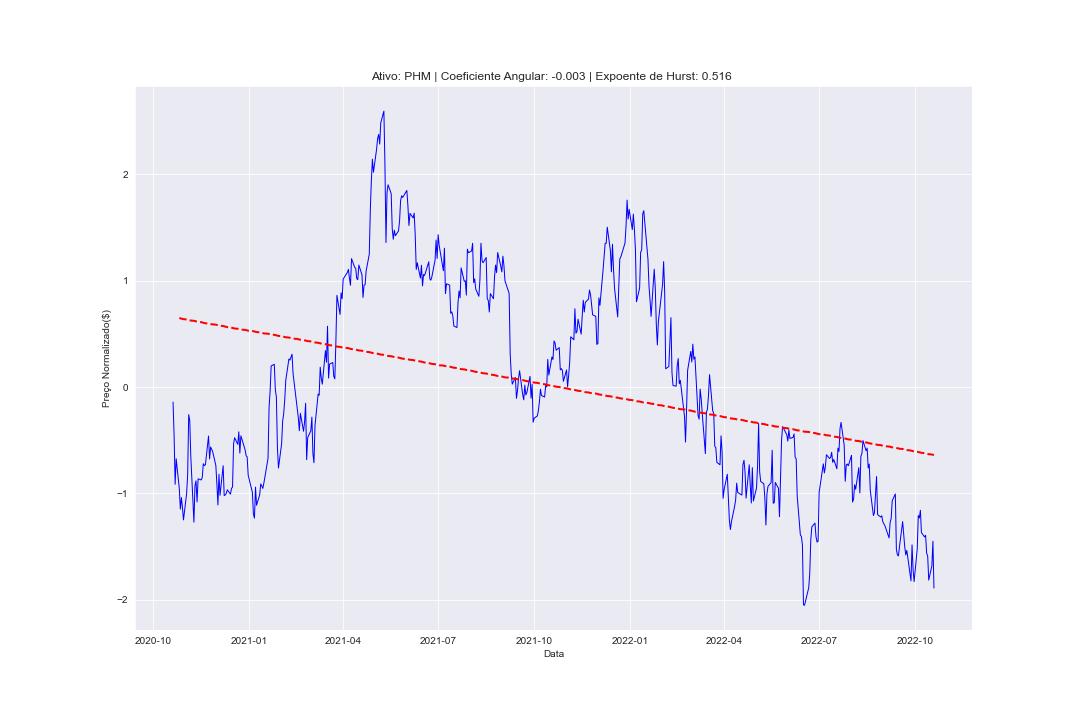 Ativo: PHM | Coeficiente Angular: -0.003 | Expoente de Hurst: 0.516
Preço Normalizado($)
2
1
0
−1
−2
2020-10 2021-01 2021-04 2021-07 2021-10 2022-01 2022-04 2022-07 2022-10
Data